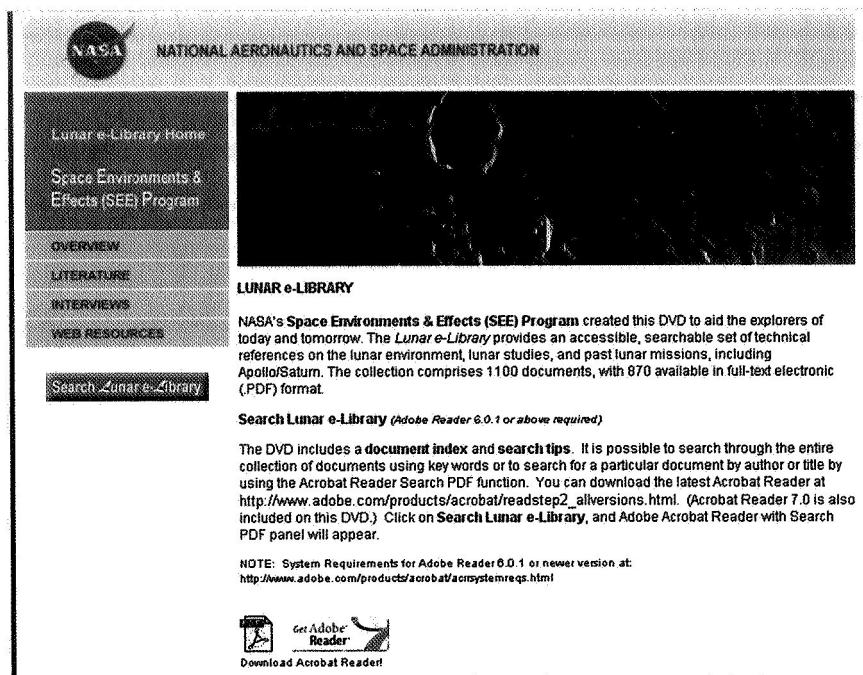 NASA
NATIONAL AERONAUTICS AND SPACE ADMINISTRATION
Lunar e-Library Home
Space Environments &
Effects (SEE) Program
OVERVIEW
LITERATURE
INTERVIEWS
WEB RESOURCES
Search Lunar e-Library
LUNAR e-LIBRARY
NASA's Space Environments & Effects (SEE) Program created this DVD to aid the explorers of
today and tomorrow. The Lunar e-Library provides an accessible, searchable set of technical
references on the lunar environment, lunar studies, and past lunar missions, including
Apollo/Saturn. The collection comprises 1100 documents, with 870 available in full-text electronic
(.PDF) format.
Search Lunar e-Library (Adobe Reader 6.0.1 or above required)
The DVD includes a document index and search tips. It is possible to search through the entire
collection of documents using key words or to search for a particular document by author or title by
using the Acrobat Reader Search PDF function. You can download the latest Acrobat Reader at
http://www.adobe.com/products/acrobat/readstep2_allversions.html. (Acrobat Reader 7.0 is also
included on this DVD.) Click on Search Lunar e-Library, and Adobe Acrobat Reader with Search
PDF panel will appear.
NOTE: System Requirements for Adobe Reader 6.0.1 or newer version at:
http://www.adobe.com/products/acrobat/acrrsystemreqs.html
Get Adobe
Reader
Download Acrobat Reader!